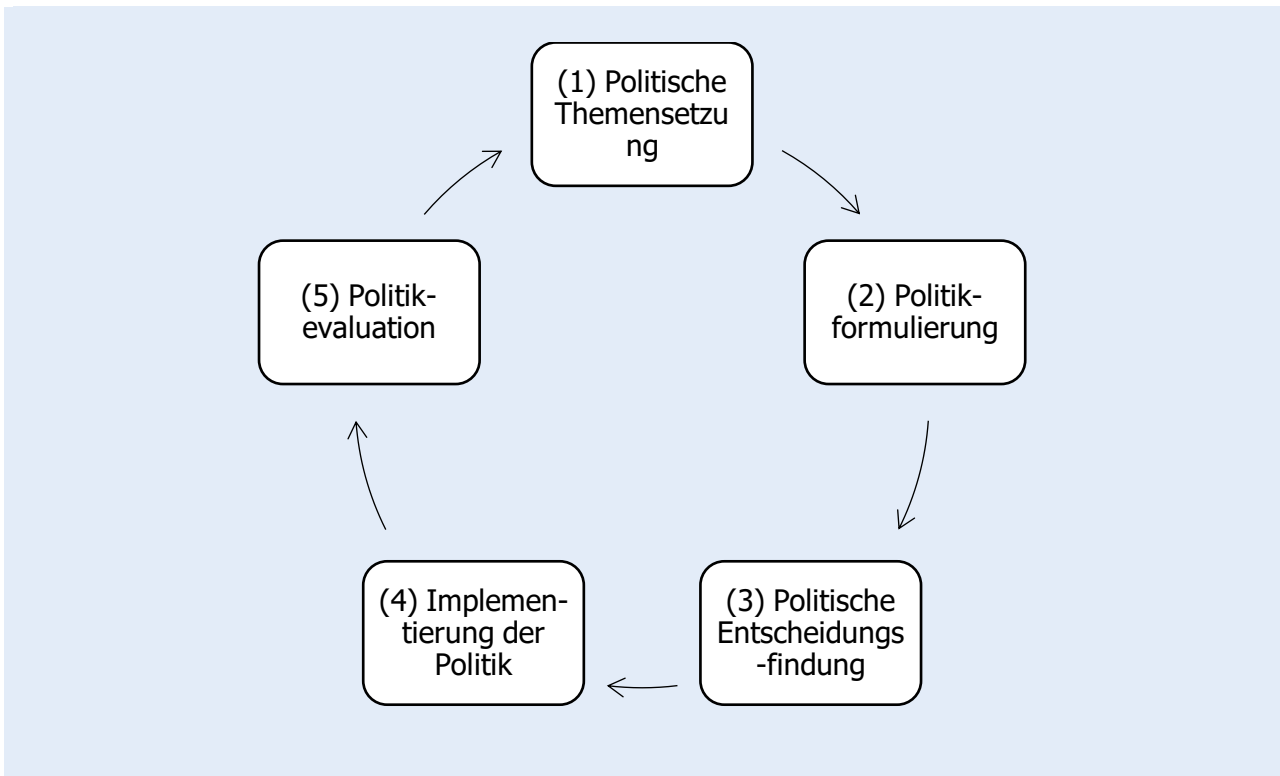 (1) Politische
Themensetzu
ng
(2) Politik-
formulierung
(3) Politische
Entscheidungs
-findung
(4) Implemen-
tierung der
Politik
(5) Politik-
evaluation